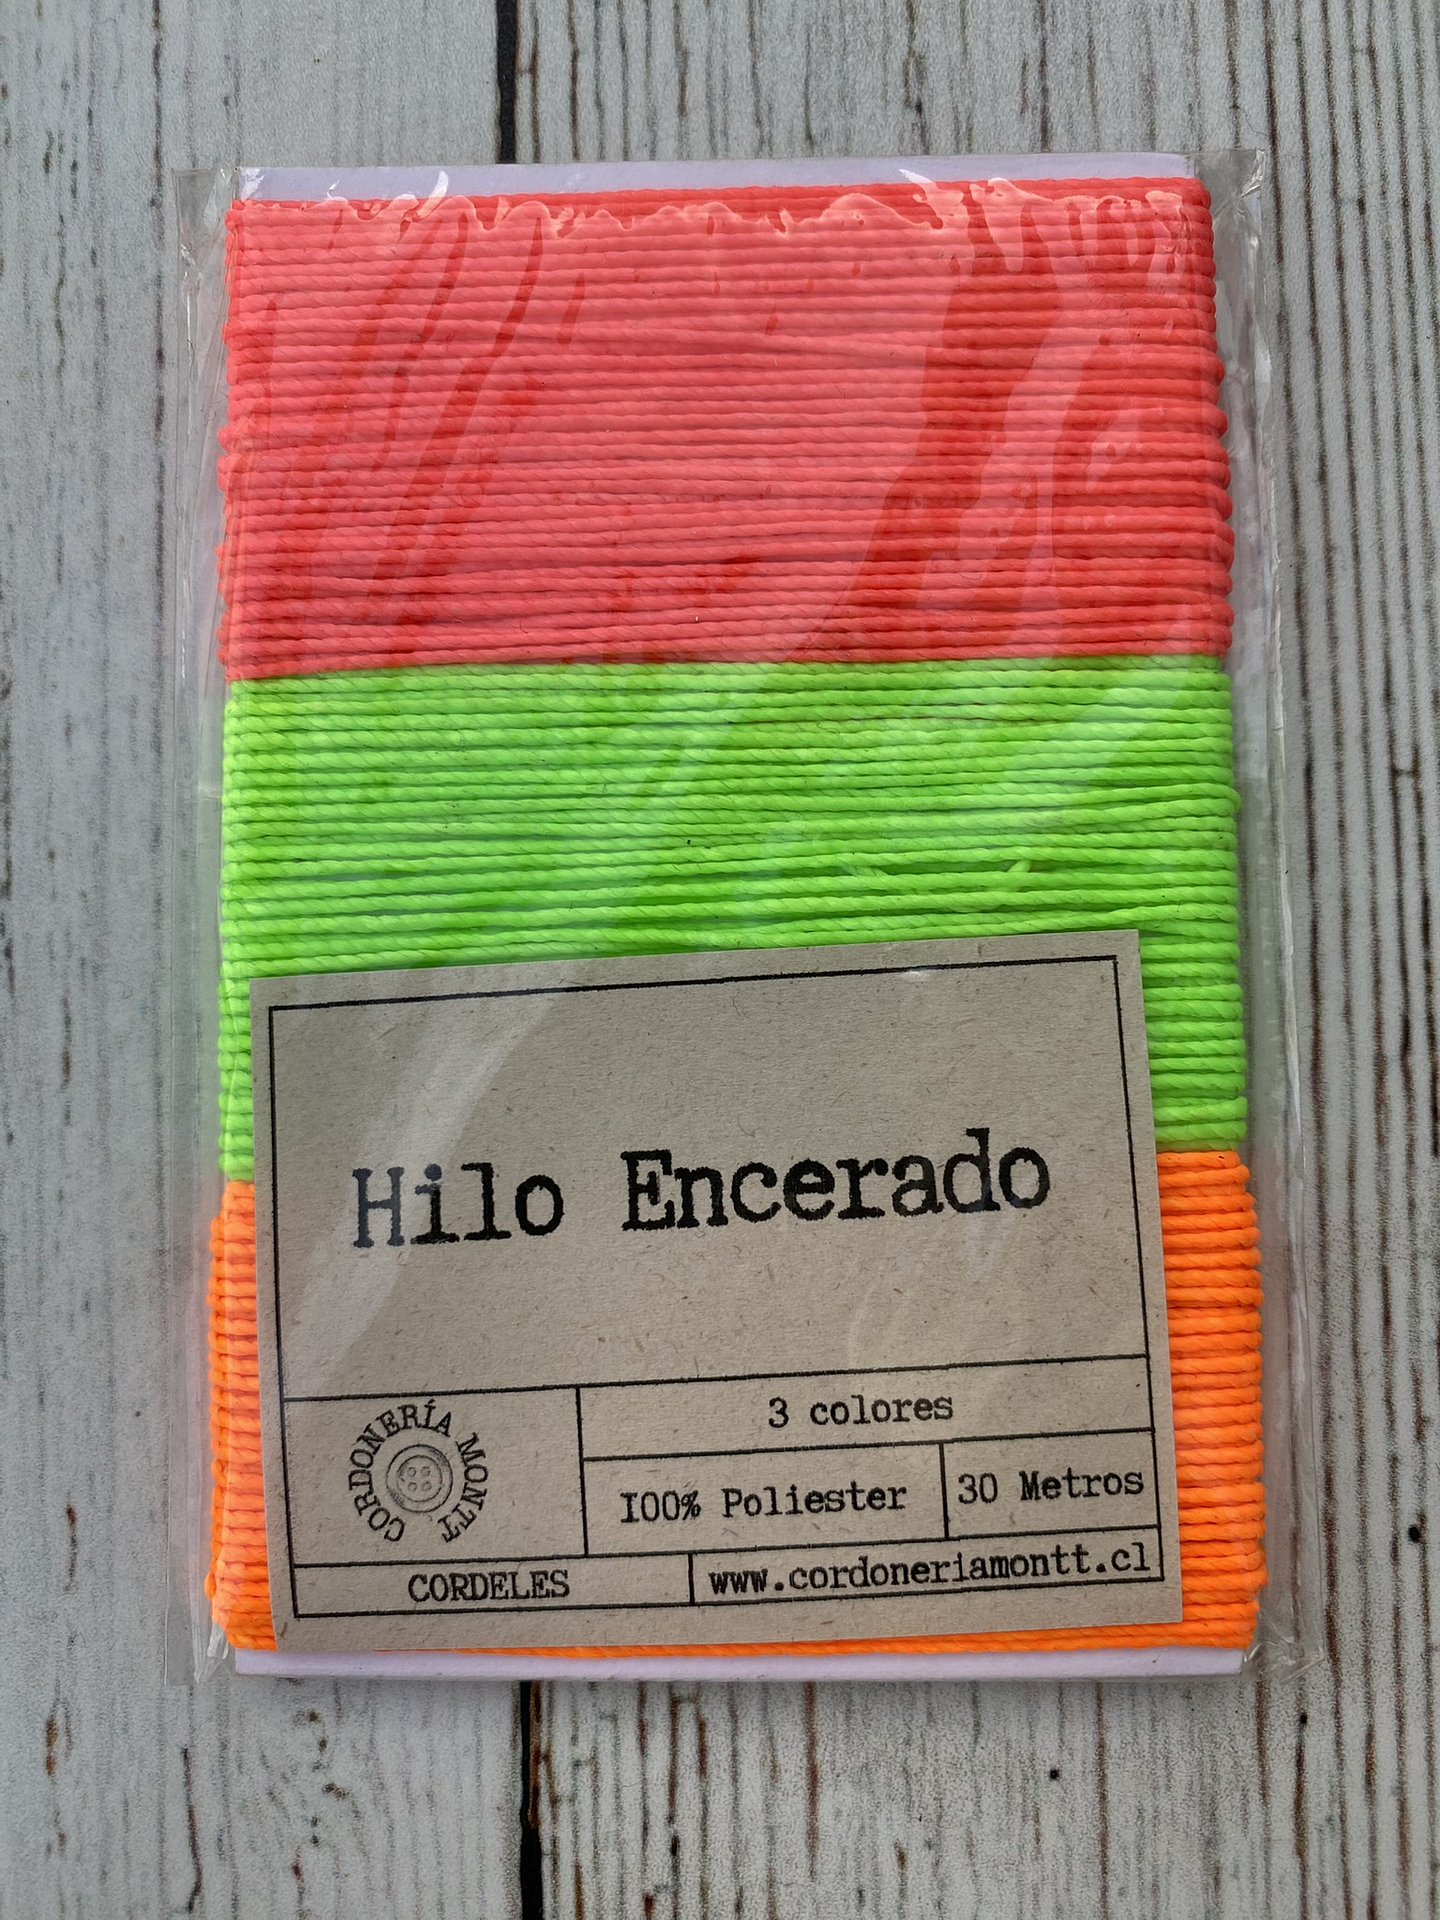 Hilo Encerado
CORDONERÍA MONTT
3 colores
100% Poliester
30 Metros
CORDELES
www.cordoneriamontt.cl